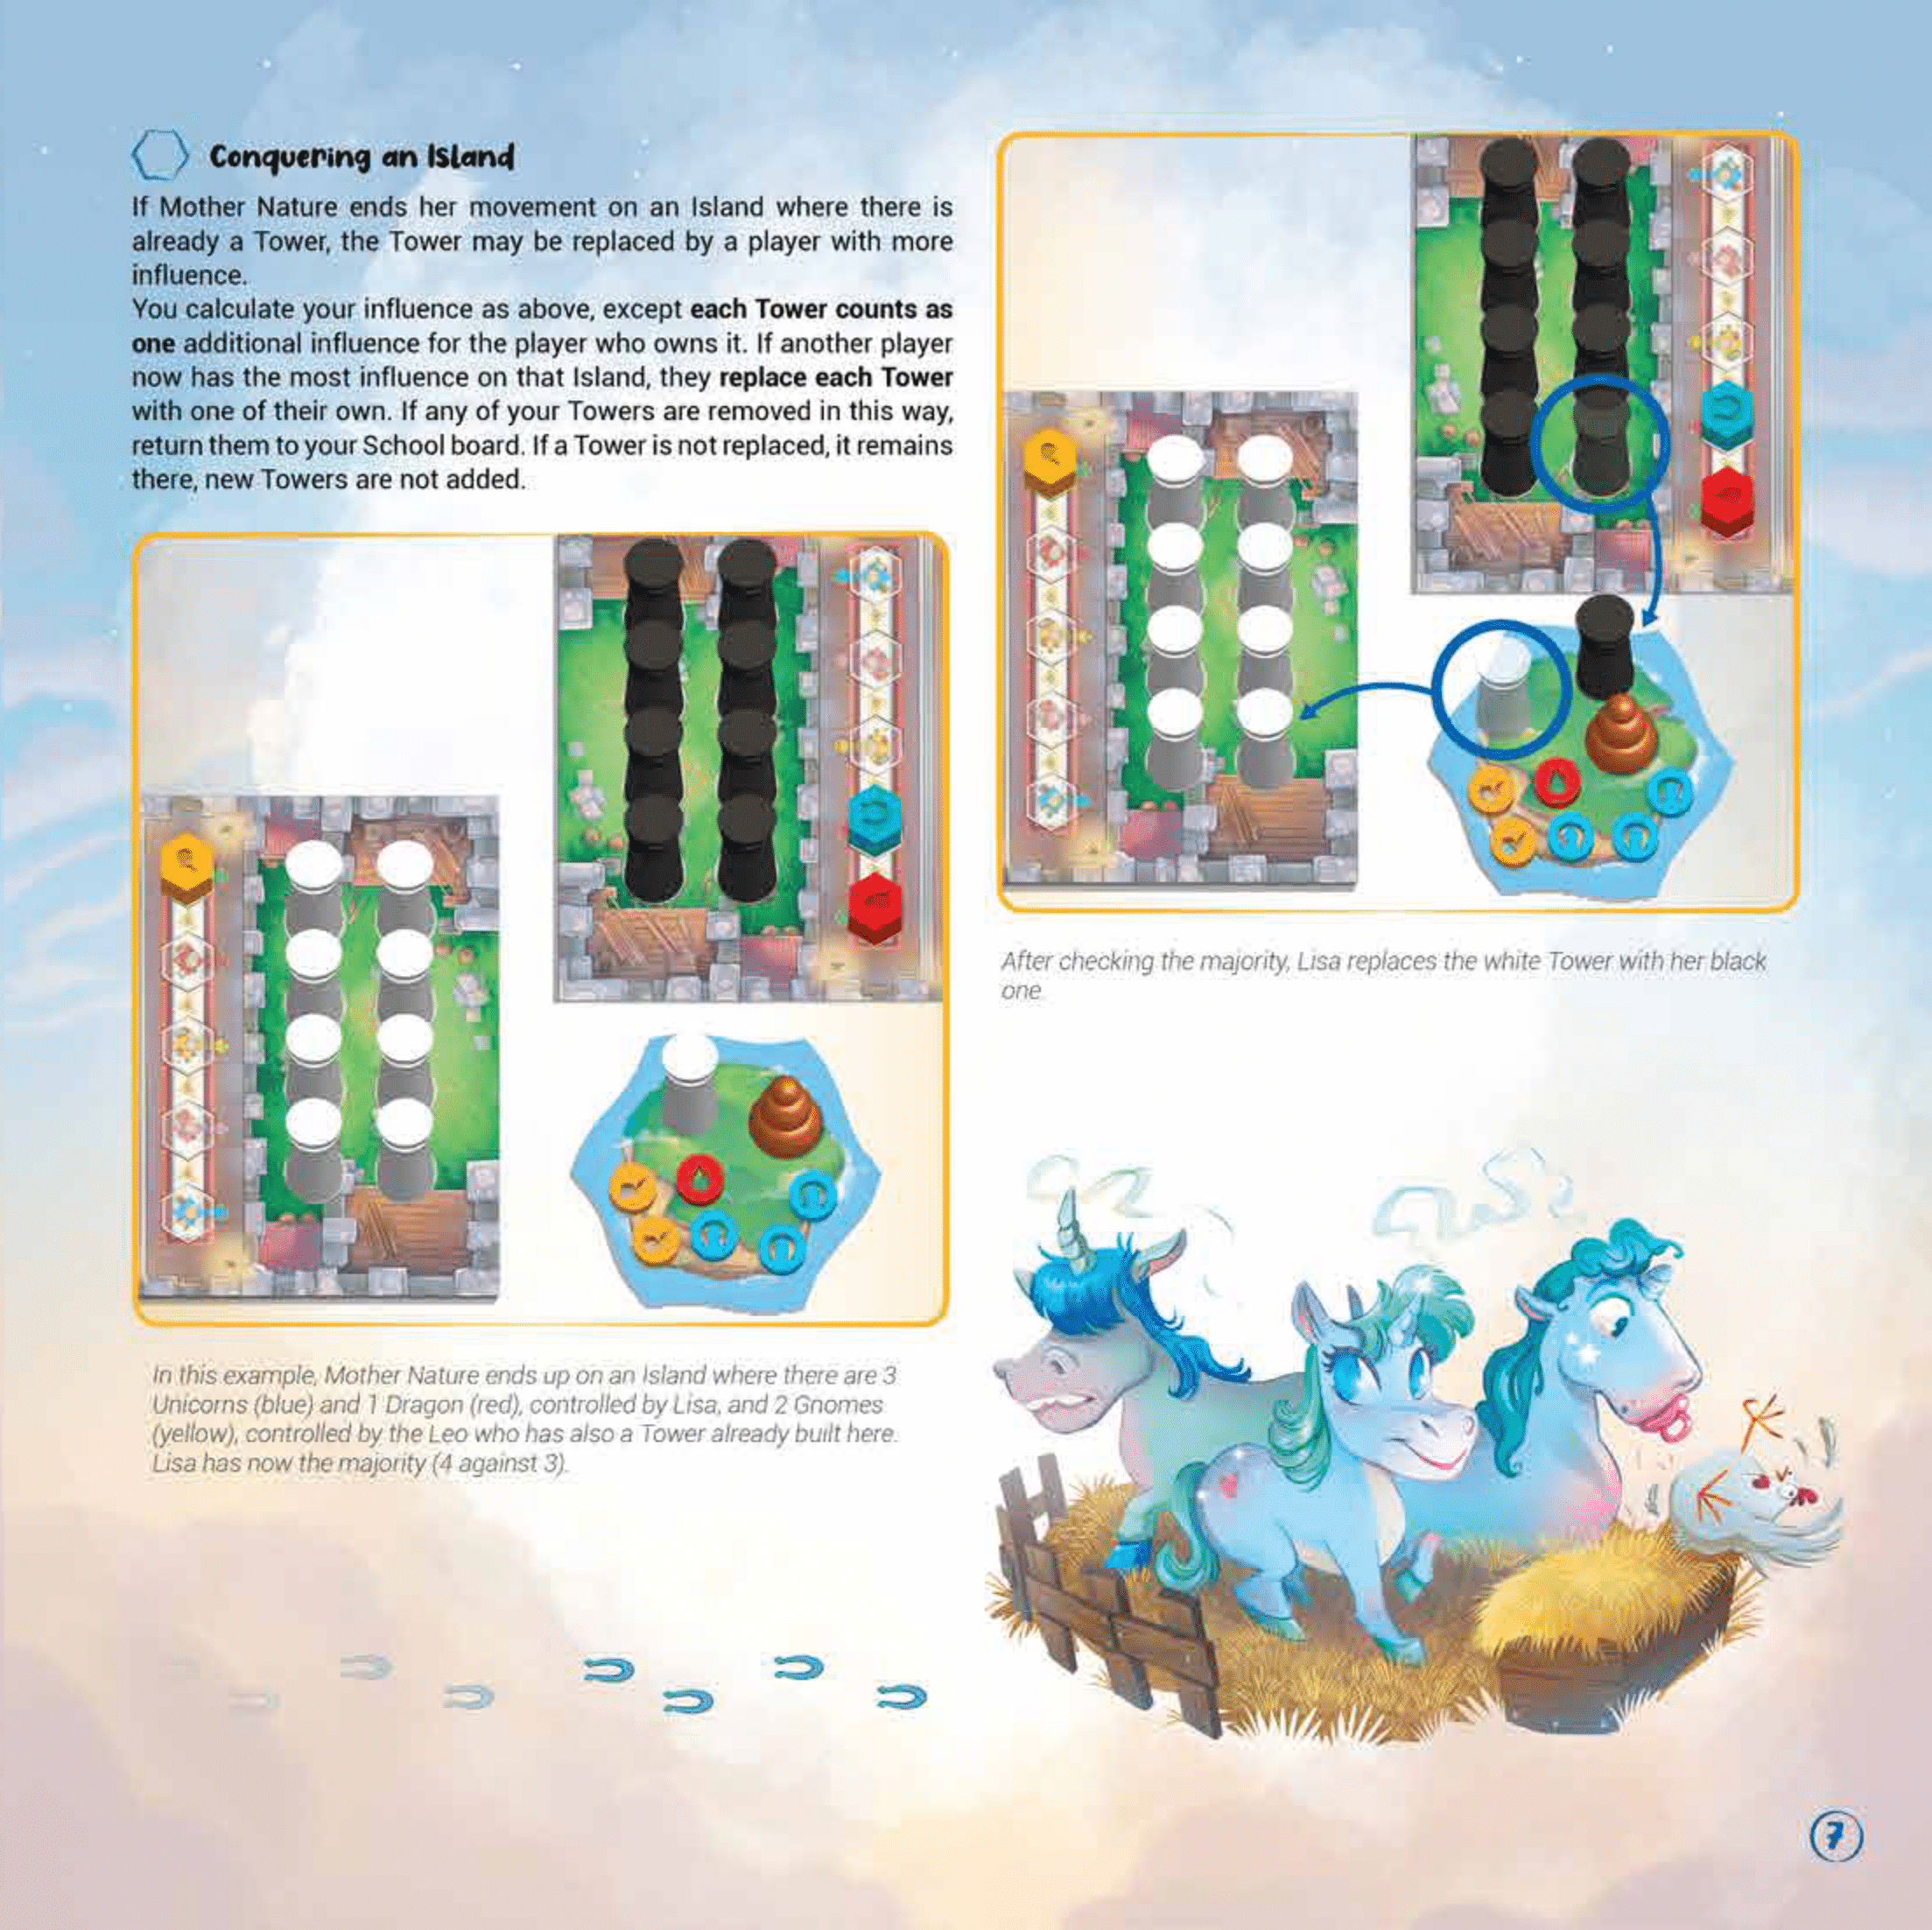 Conquering an Island
If Mother Nature ends her movement on an Island where there is
already a Tower, the Tower may be replaced by a player with more
influence.
You calculate your influence as above, except each Tower counts as
one additional influence for the player who owns it. If another player
now has the most influence on that Island, they replace each Tower
with one of their own. If any of your Towers are removed in this way,
return them to your School board. If a Tower is not replaced, it remains
there, new Towers are not added.
In this example, Mother Nature ends up on an Island where there are 3
Unicorns (blue) and 1 Dragon (red), controlled by Lisa, and 2 Gnomes
(yellow), controlled by the Leo who has also a Tower already built here.
Lisa has now the majority (4 against 3).
After checking the majority, Lisa replaces the white Tower with her black
one
7